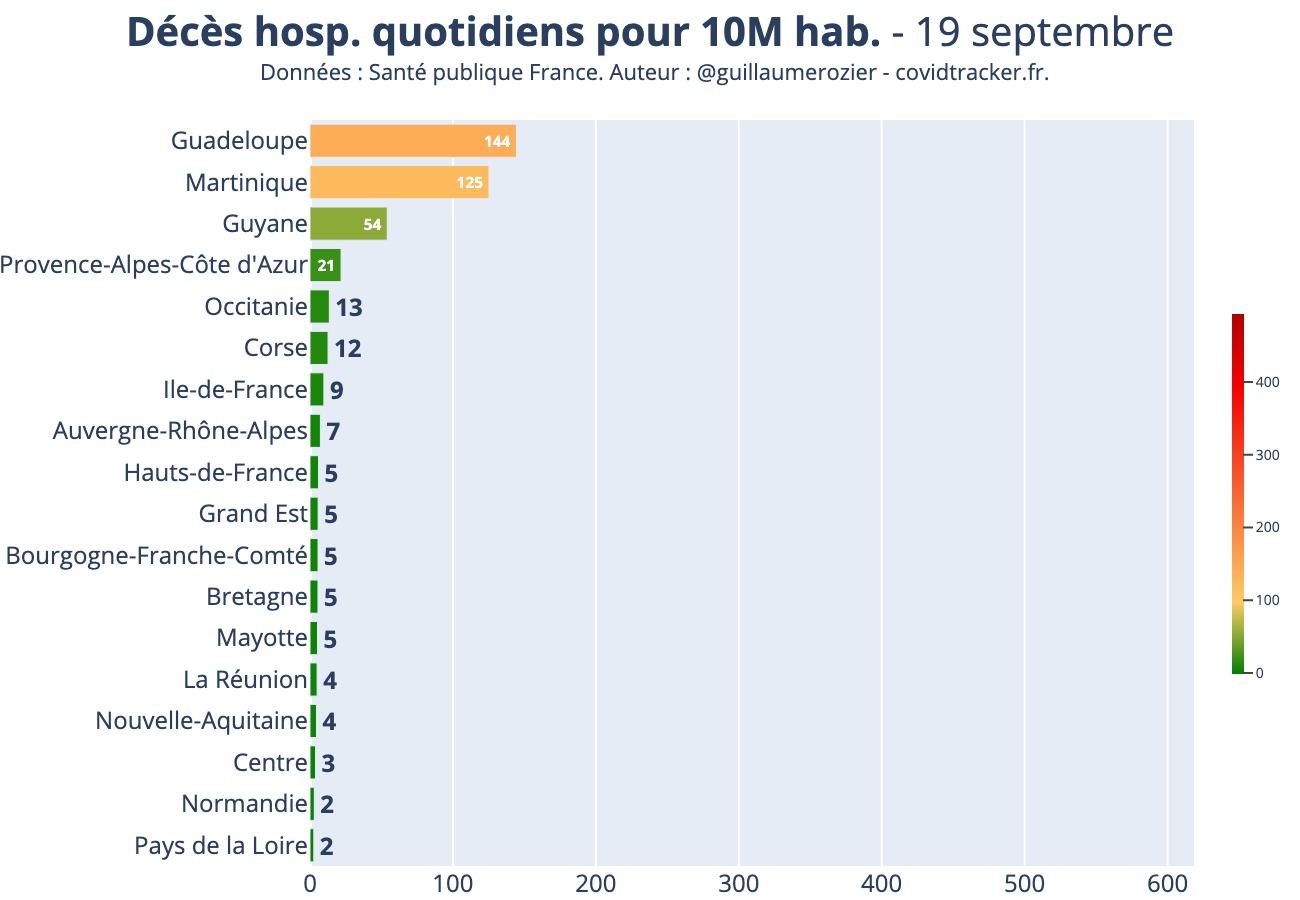 Décès hosp. quotidiens pour 10M hab. - 19 septembre
Données : Santé publique France. Auteur : @guillaumerozier - covidtracker.fr.
Guadeloupe 144
Martinique 125
Guyane 54
Provence-Alpes-Côte d'Azur 21
Occitanie 13
Corse 12
Ile-de-France 9
Auvergne-Rhône-Alpes 7
Hauts-de-France 5
Grand Est 5
Bourgogne-Franche-Comté 5
Bretagne 5
Mayotte 5
La Réunion 4
Nouvelle-Aquitaine 4
Centre 3
Normandie 2
Pays de la Loire 2
0 100 200 300 400 500 600
400
300
200
100
0